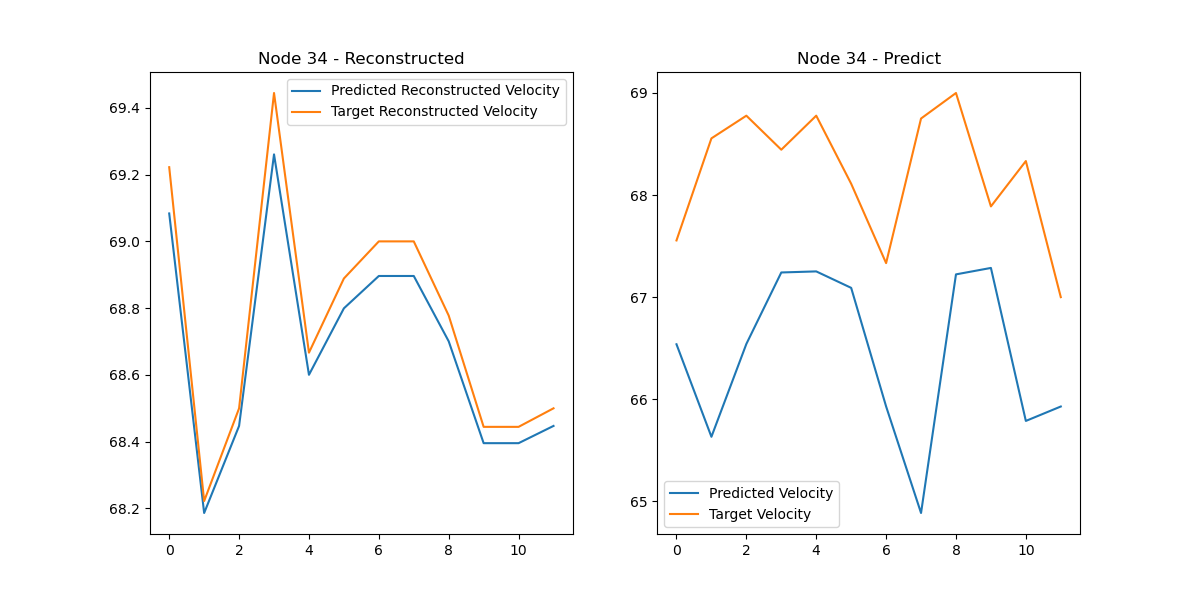 Node 34 - Reconstructed
Predicted Reconstructed Velocity
Target Reconstructed Velocity
69.4
69.2
69.0
68.8
68.6
68.4
68.2
0 2 4 6 8 10
Node 34 - Predict
69
68
67
66
65
Predicted Velocity
Target Velocity
0 2 4 6 8 10